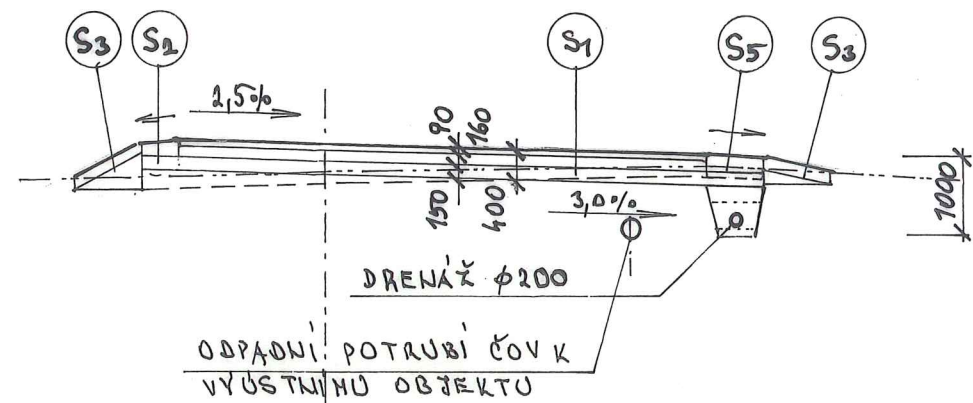 S3 S2 S1 S5 S3
2,5%
90 160
150 400
3,0%
1000
DRENÁŽ ϕ200
ODPADNÍ POTRUBÍ ČOV K
VYÚSTNÍMU OBJEKTU